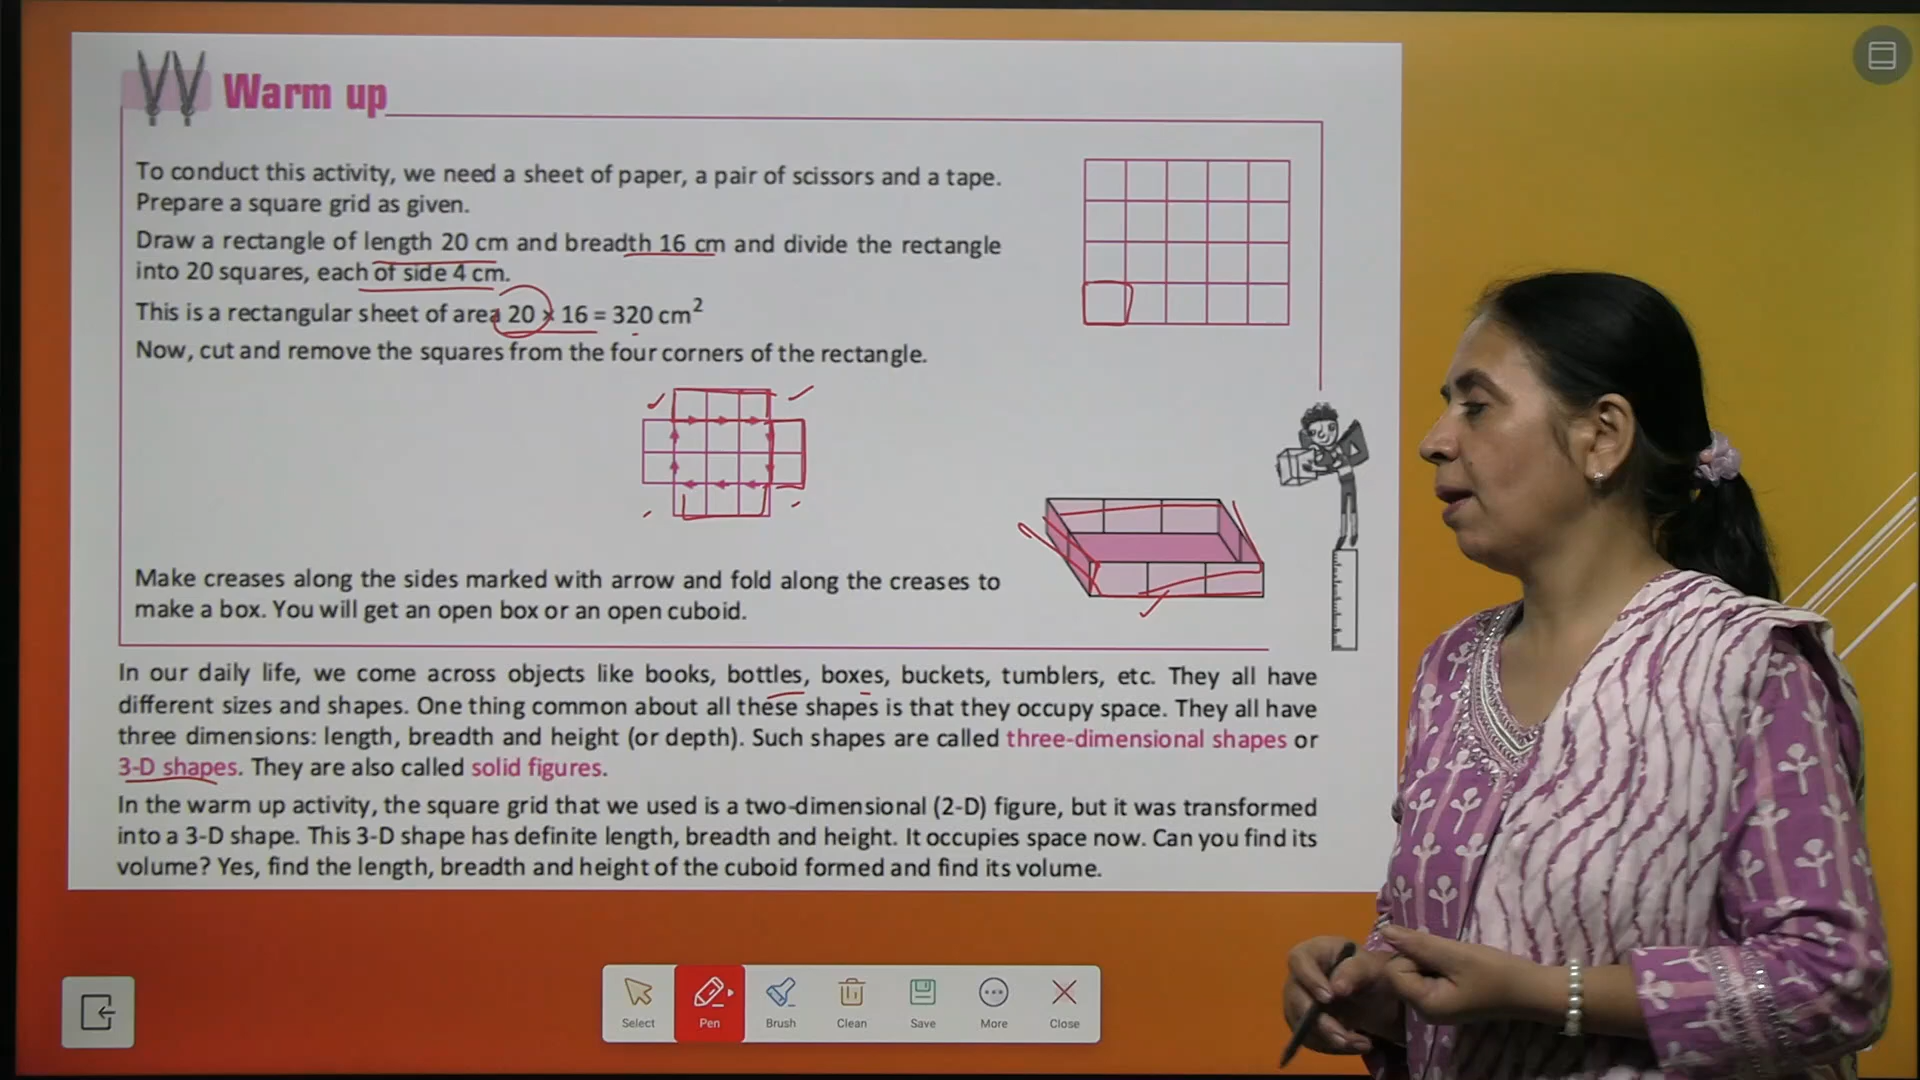 Warm up
To conduct this activity, we need a sheet of paper, a pair of scissors and a tape.
Prepare a square grid as given.
Draw a rectangle of length 20 cm and breadth 16 cm and divide the rectangle
into 20 squares, each of side 4 cm.
This is a rectangular sheet of area 20 × 16 = 320 cm²
Now, cut and remove the squares from the four corners of the rectangle.
Make creases along the sides marked with arrow and fold along the creases to
make a box. You will get an open box or an open cuboid.
In our daily life, we come across objects like books, bottles, boxes, buckets, tumblers, etc. They all have
different sizes and shapes. One thing common about all these shapes is that they occupy space. They all have
three dimensions: length, breadth and height (or depth). Such shapes are called three-dimensional shapes or
3-D shapes. They are also called solid figures.
In the warm up activity, the square grid that we used is a two-dimensional (2-D) figure, but it was transformed
into a 3-D shape. This 3-D shape has definite length, breadth and height. It occupies space now. Can you find its
volume? Yes, find the length, breadth and height of the cuboid formed and find its volume.
Select
Pen
Brush
Clean
Save
More
Close